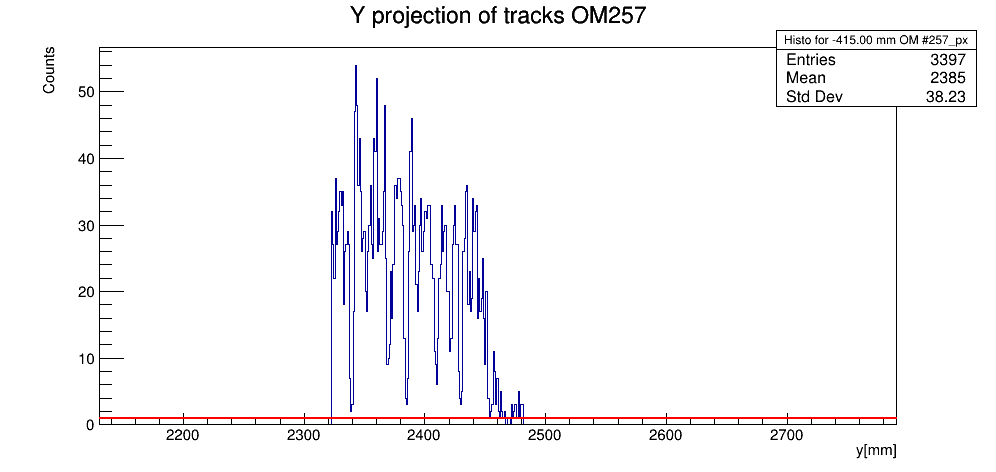 Y projection of tracks OM257
Histo for -415.00 mm OM #257_px
Entries 3397
Mean 2385
Std Dev 38.23
Counts
50
40
30
20
10
0
2200 2300 2400 2500 2600 2700
y[mm]